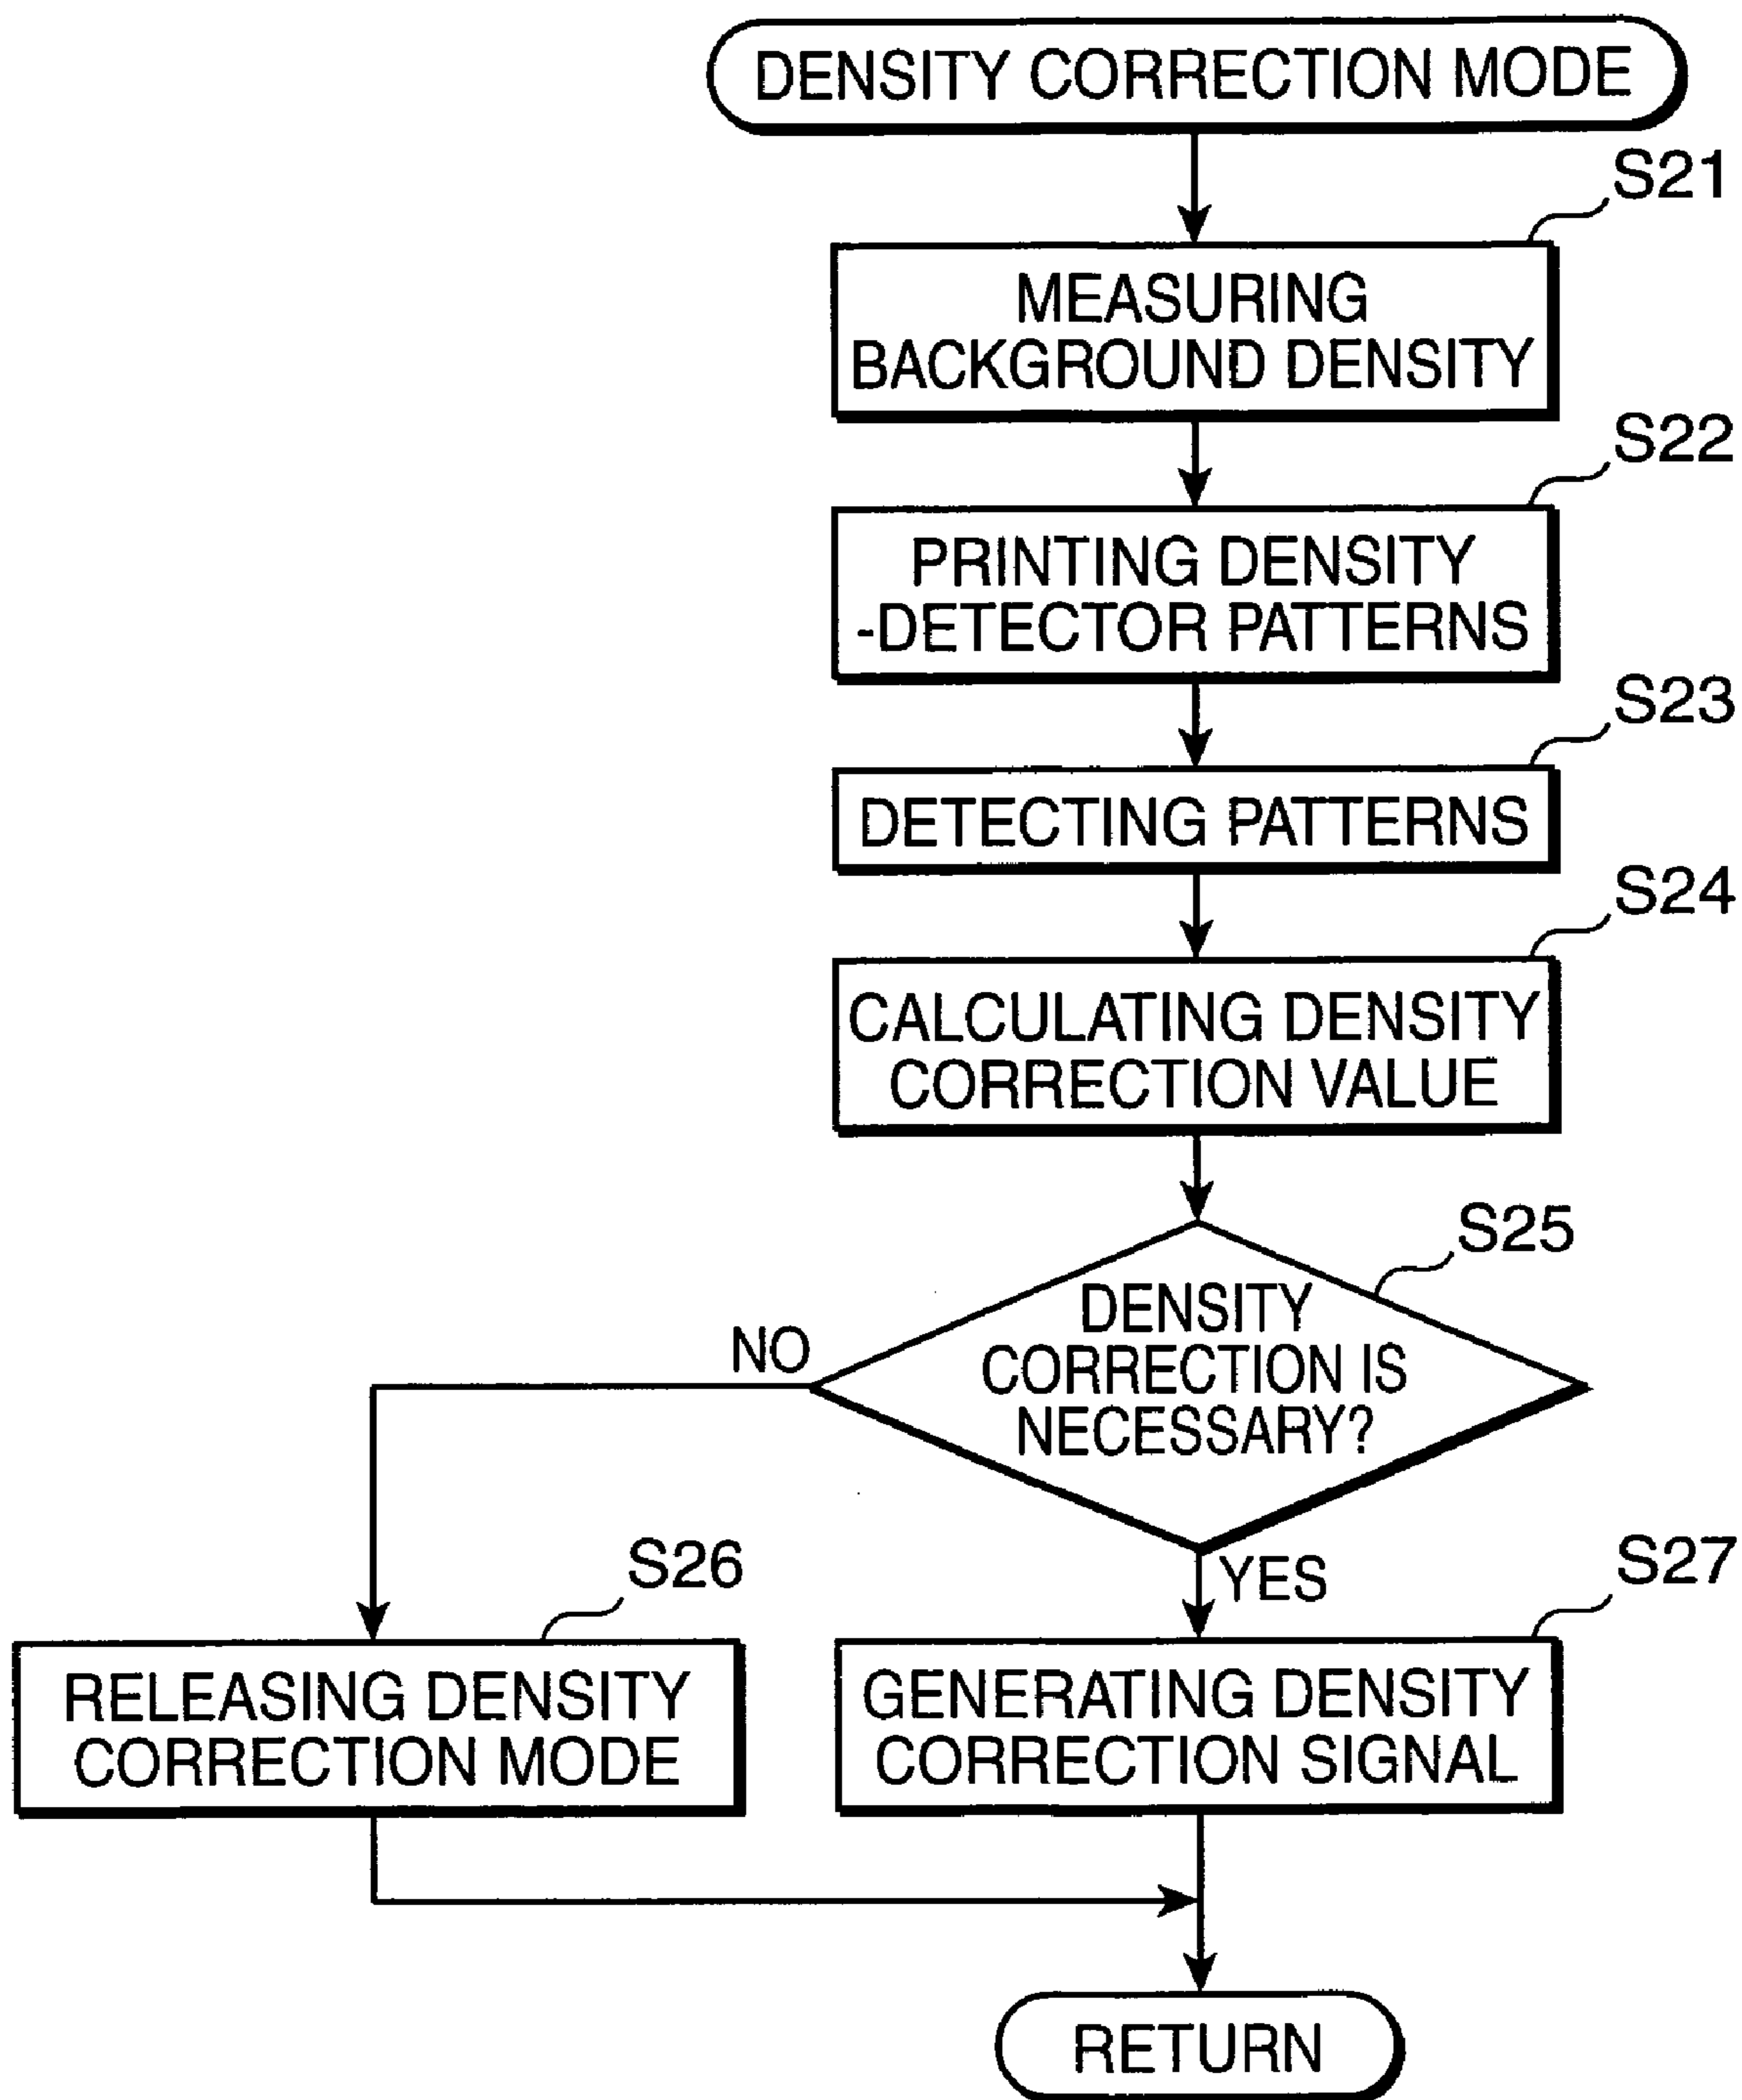 DENSITY CORRECTION MODE
S21
MEASURING
BACKGROUND DENSITY
S22
PRINTING DENSITY
-DETECTOR PATTERNS
S23
DETECTING PATTERNS
S24
CALCULATING DENSITY
CORRECTION VALUE
S25
DENSITY
CORRECTION IS
NECESSARY?
NO
YES
S26
RELEASING DENSITY
CORRECTION MODE
S27
GENERATING DENSITY
CORRECTION SIGNAL
RETURN